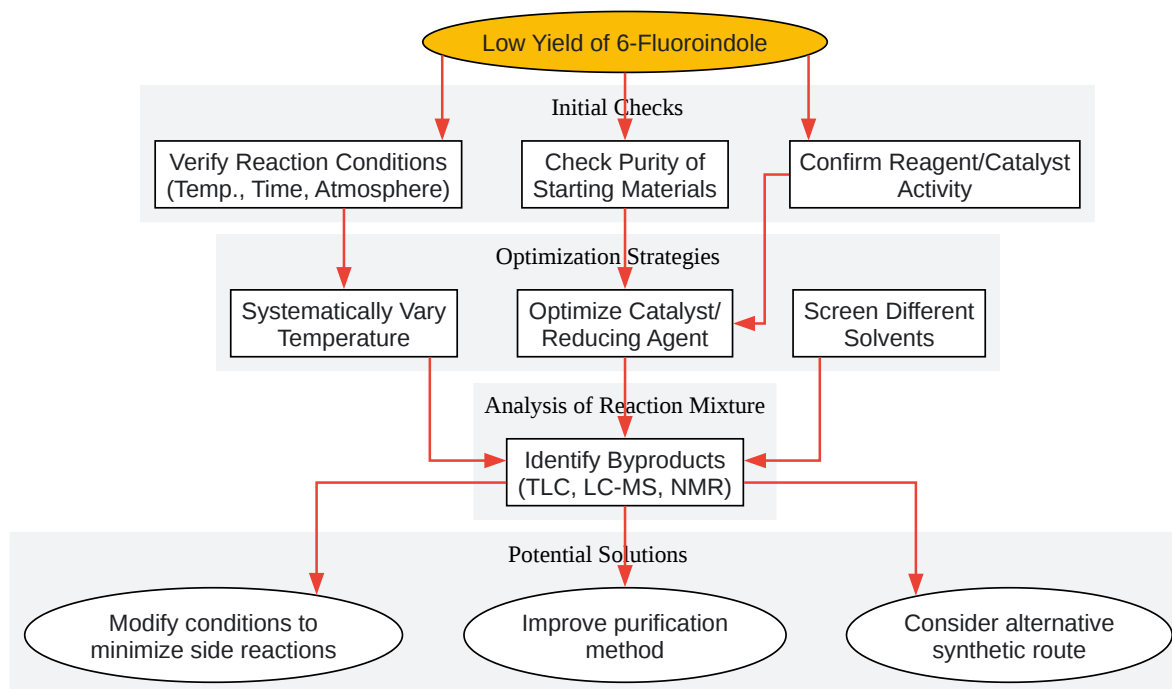 Low Yield of 6-Fluoroindole
Initial Checks
Verify Reaction Conditions
(Temp., Time, Atmosphere)
Check Purity of
Starting Materials
Confirm Reagent/Catalyst
Activity
Optimization Strategies
Systematically Vary
Temperature
Optimize Catalyst/
Reducing Agent
Screen Different
Solvents
Analysis of Reaction Mixture
Identify Byproducts
(TLC, LC-MS, NMR)
Potential Solutions
Modify conditions to
minimize side reactions
Improve purification
method
Consider alternative
synthetic route